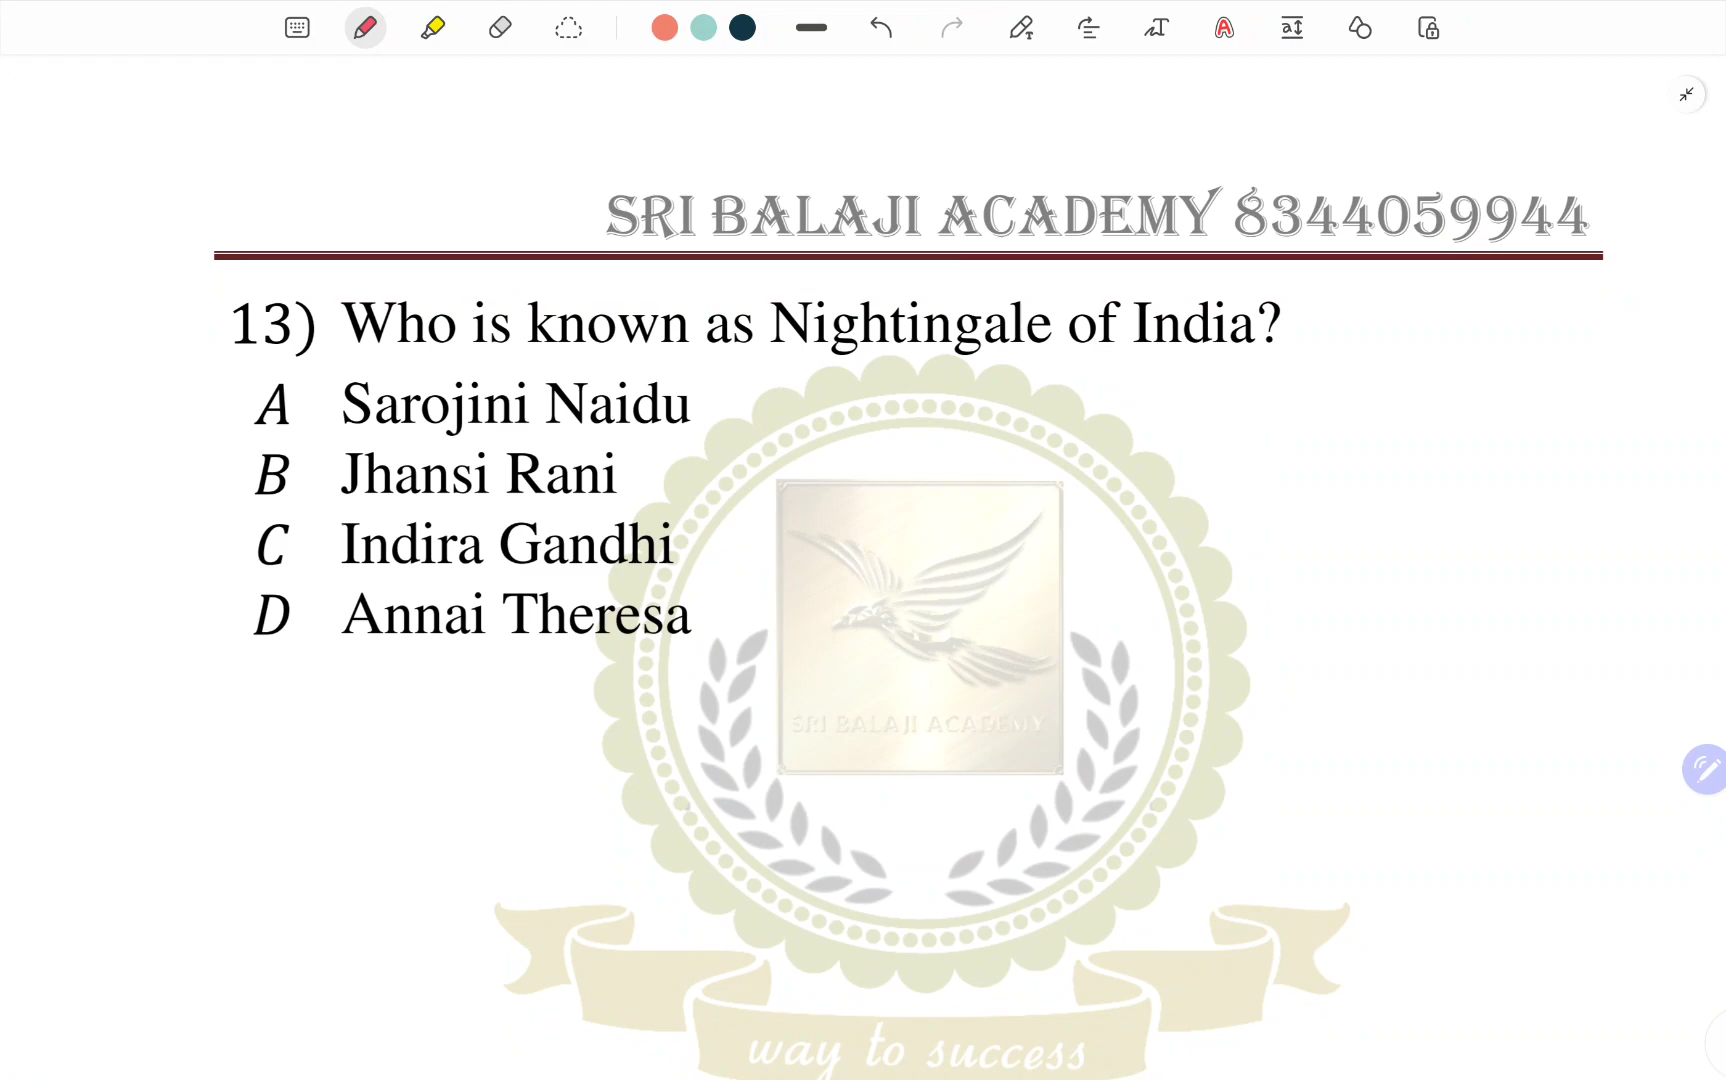 SRI BALAJI ACADEMY 8344059944
13) Who is known as Nightingale of India?
A Sarojini Naidu
B Jhansi Rani
C Indira Gandhi
D Annai Theresa
SRI BALAJI ACADEMY
way to success